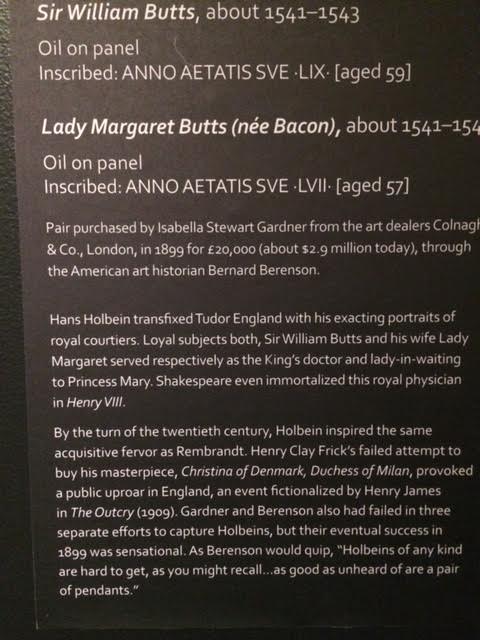 Sir William Butts, about 1541–1543
Oil on panel
Inscribed: ANNO AETATIS SVE ·LIX· [aged 59]
Lady Margaret Butts (née Bacon), about 1541–154
Oil on panel
Inscribed: ANNO AETATIS SVE ·LVII· [aged 57]
Pair purchased by Isabella Stewart Gardner from the art dealers Colnagh
& Co., London, in 1899 for £20,000 (about $2.9 million today), through
the American art historian Bernard Berenson.
Hans Holbein transfixed Tudor England with his exacting portraits of
royal courtiers. Loyal subjects both, Sir William Butts and his wife Lady
Margaret served respectively as the King's doctor and lady-in-waiting
to Princess Mary. Shakespeare even immortalized this royal physician
in Henry VIII.
By the turn of the twentieth century, Holbein inspired the same
acquisitive fervor as Rembrandt. Henry Clay Frick's failed attempt to
buy his masterpiece, Christina of Denmark, Duchess of Milan, provoked
a public uproar in England, an event fictionalized by Henry James
in The Outcry (1909). Gardner and Berenson also had failed in three
separate efforts to capture Holbeins, but their eventual success in
1899 was sensational. As Berenson would quip, “Holbeins of any kind
are hard to get, as you might recall...as good as unheard of are a pair
of pendants.”